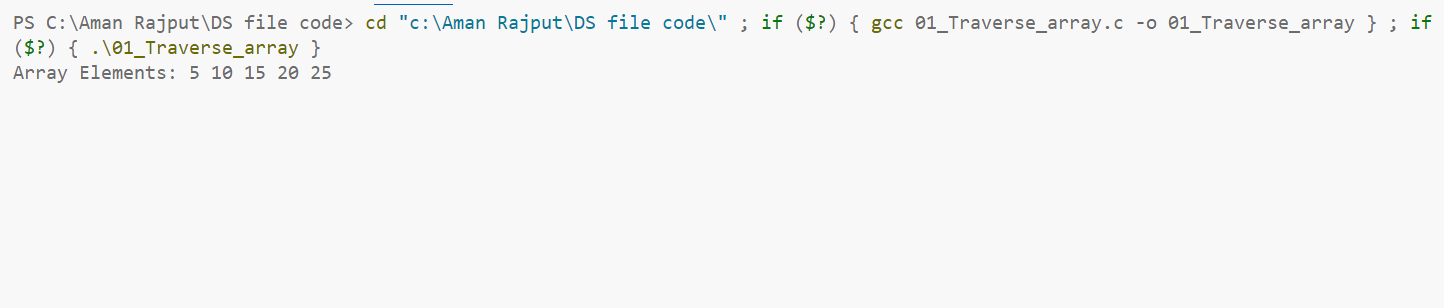 PS C:\Aman Rajput\DS file code> cd "c:\Aman Rajput\DS file code\" ; if ($?) { gcc 01_Traverse_array.c -o 01_Traverse_array } ; if
($?) { .\01_Traverse_array }
Array Elements: 5 10 15 20 25